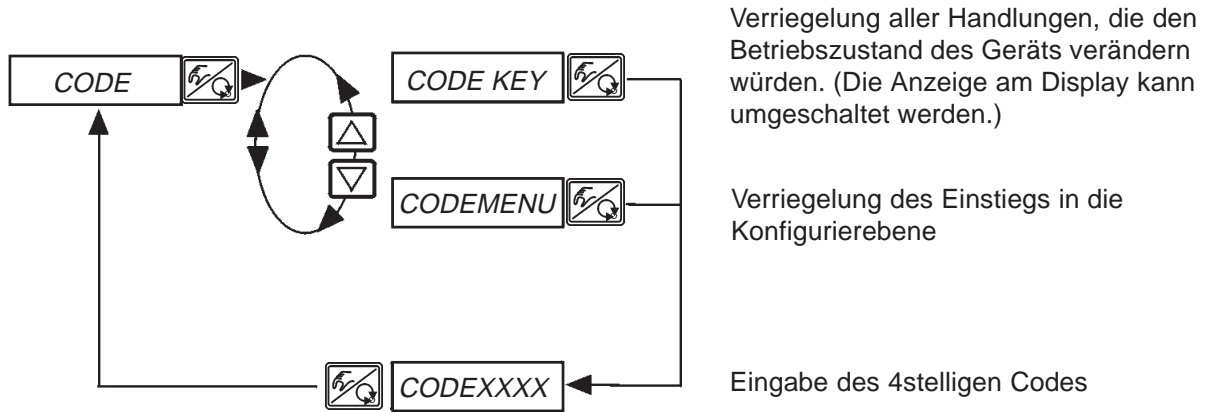 Verriegelung aller Handlungen, die den
Betriebszustand des Geräts verändern
würden. (Die Anzeige am Display kann
umgeschaltet werden.)
CODE
CODE KEY
CODEMENU
Verriegelung des Einstiegs in die
Konfigurierebene
CODEXXXX
Eingabe des 4stelligen Codes